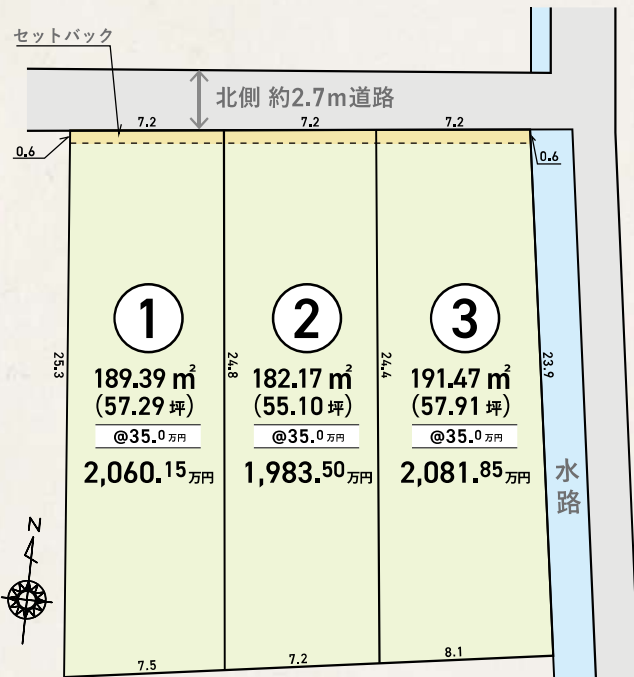 セットバック
北側 約2.7m道路
7.2
7.2
7.2
0.6
0.6
1
2
3
25.3
24.8
24.4
23.9
189.39 ㎡
(57.29 坪)
@35.0 万円
2,060.15万円
182.17 ㎡
(55.10 坪)
@35.0 万円
1,983.50万円
191.47 ㎡
(57.91 坪)
@35.0 万円
2,081.85万円
水路
N
7.5
7.2
8.1